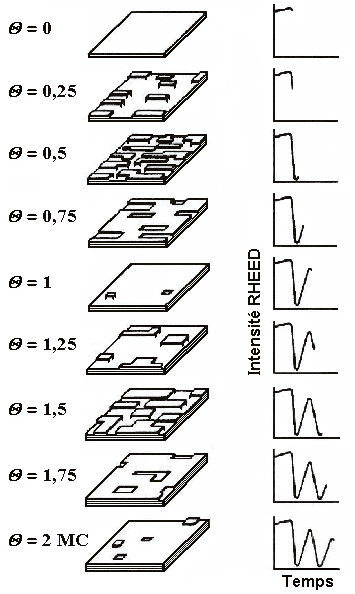 Θ = 0
Θ = 0,25
Θ = 0,5
Θ = 0,75
Θ = 1
Θ = 1,25
Θ = 1,5
Θ = 1,75
Θ = 2 MC
Intensité RHEED
Temps